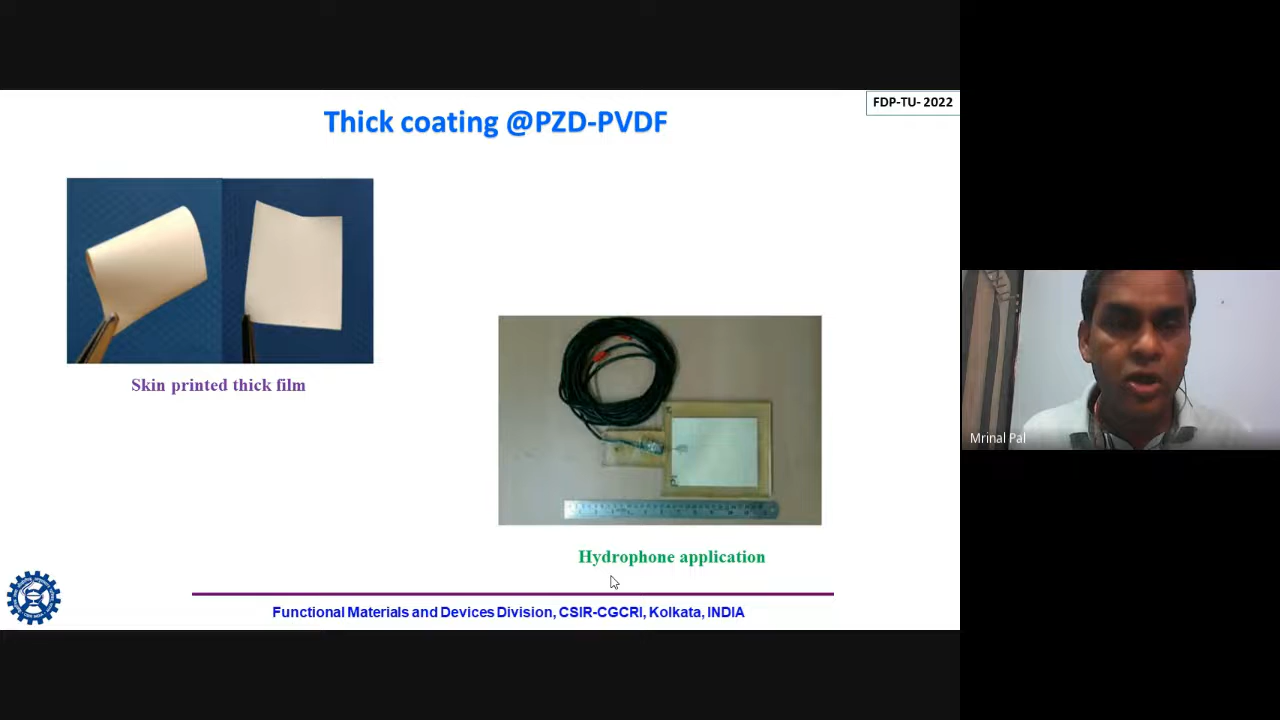 FDP-TU- 2022
Thick coating @PZD-PVDF
Skin printed thick film
Hydrophone application
Functional Materials and Devices Division, CSIR-CGCRI, Kolkata, INDIA
Mrinal Pal